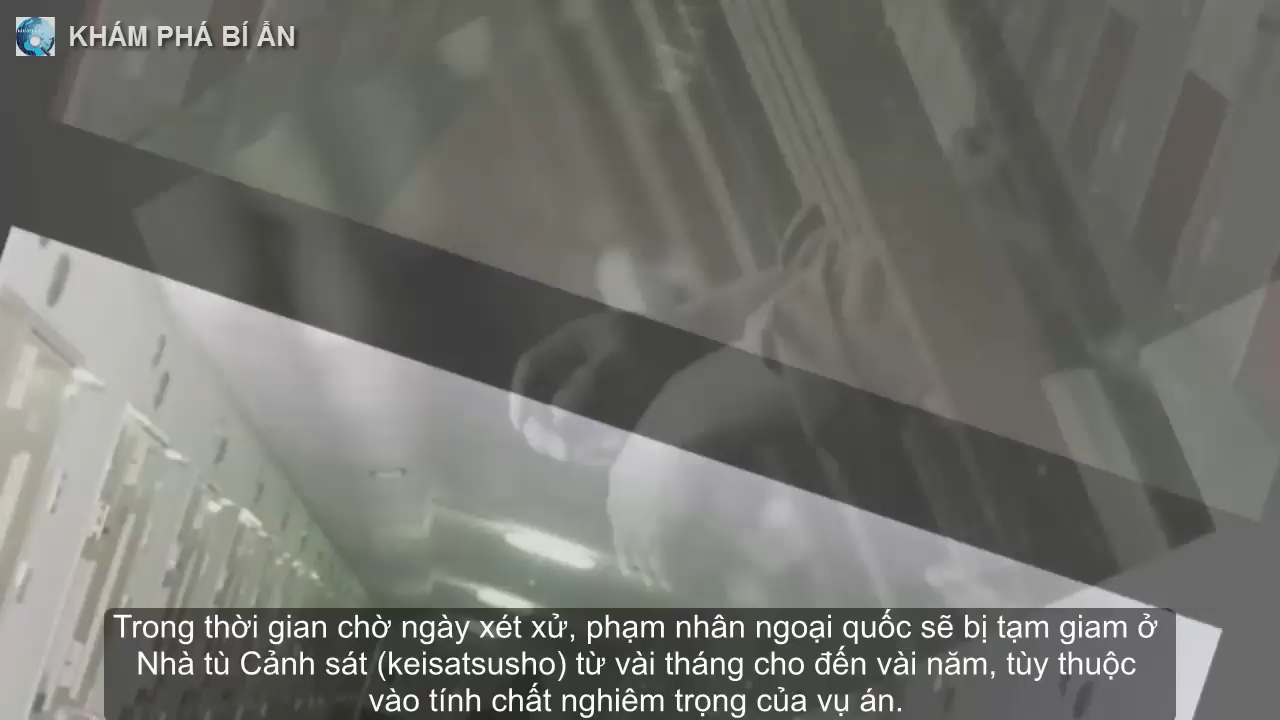 KHÁM PHÁ BÍ ẪN
Trong thời gian chờ ngày xét xử, phạm nhân ngoại quốc sẽ bị tạm giam ở
Nhà tù Cảnh sát (keisatsusho) từ vài tháng cho đến vài năm, tùy thuộc
vào tính chất nghiêm trọng của vụ án.